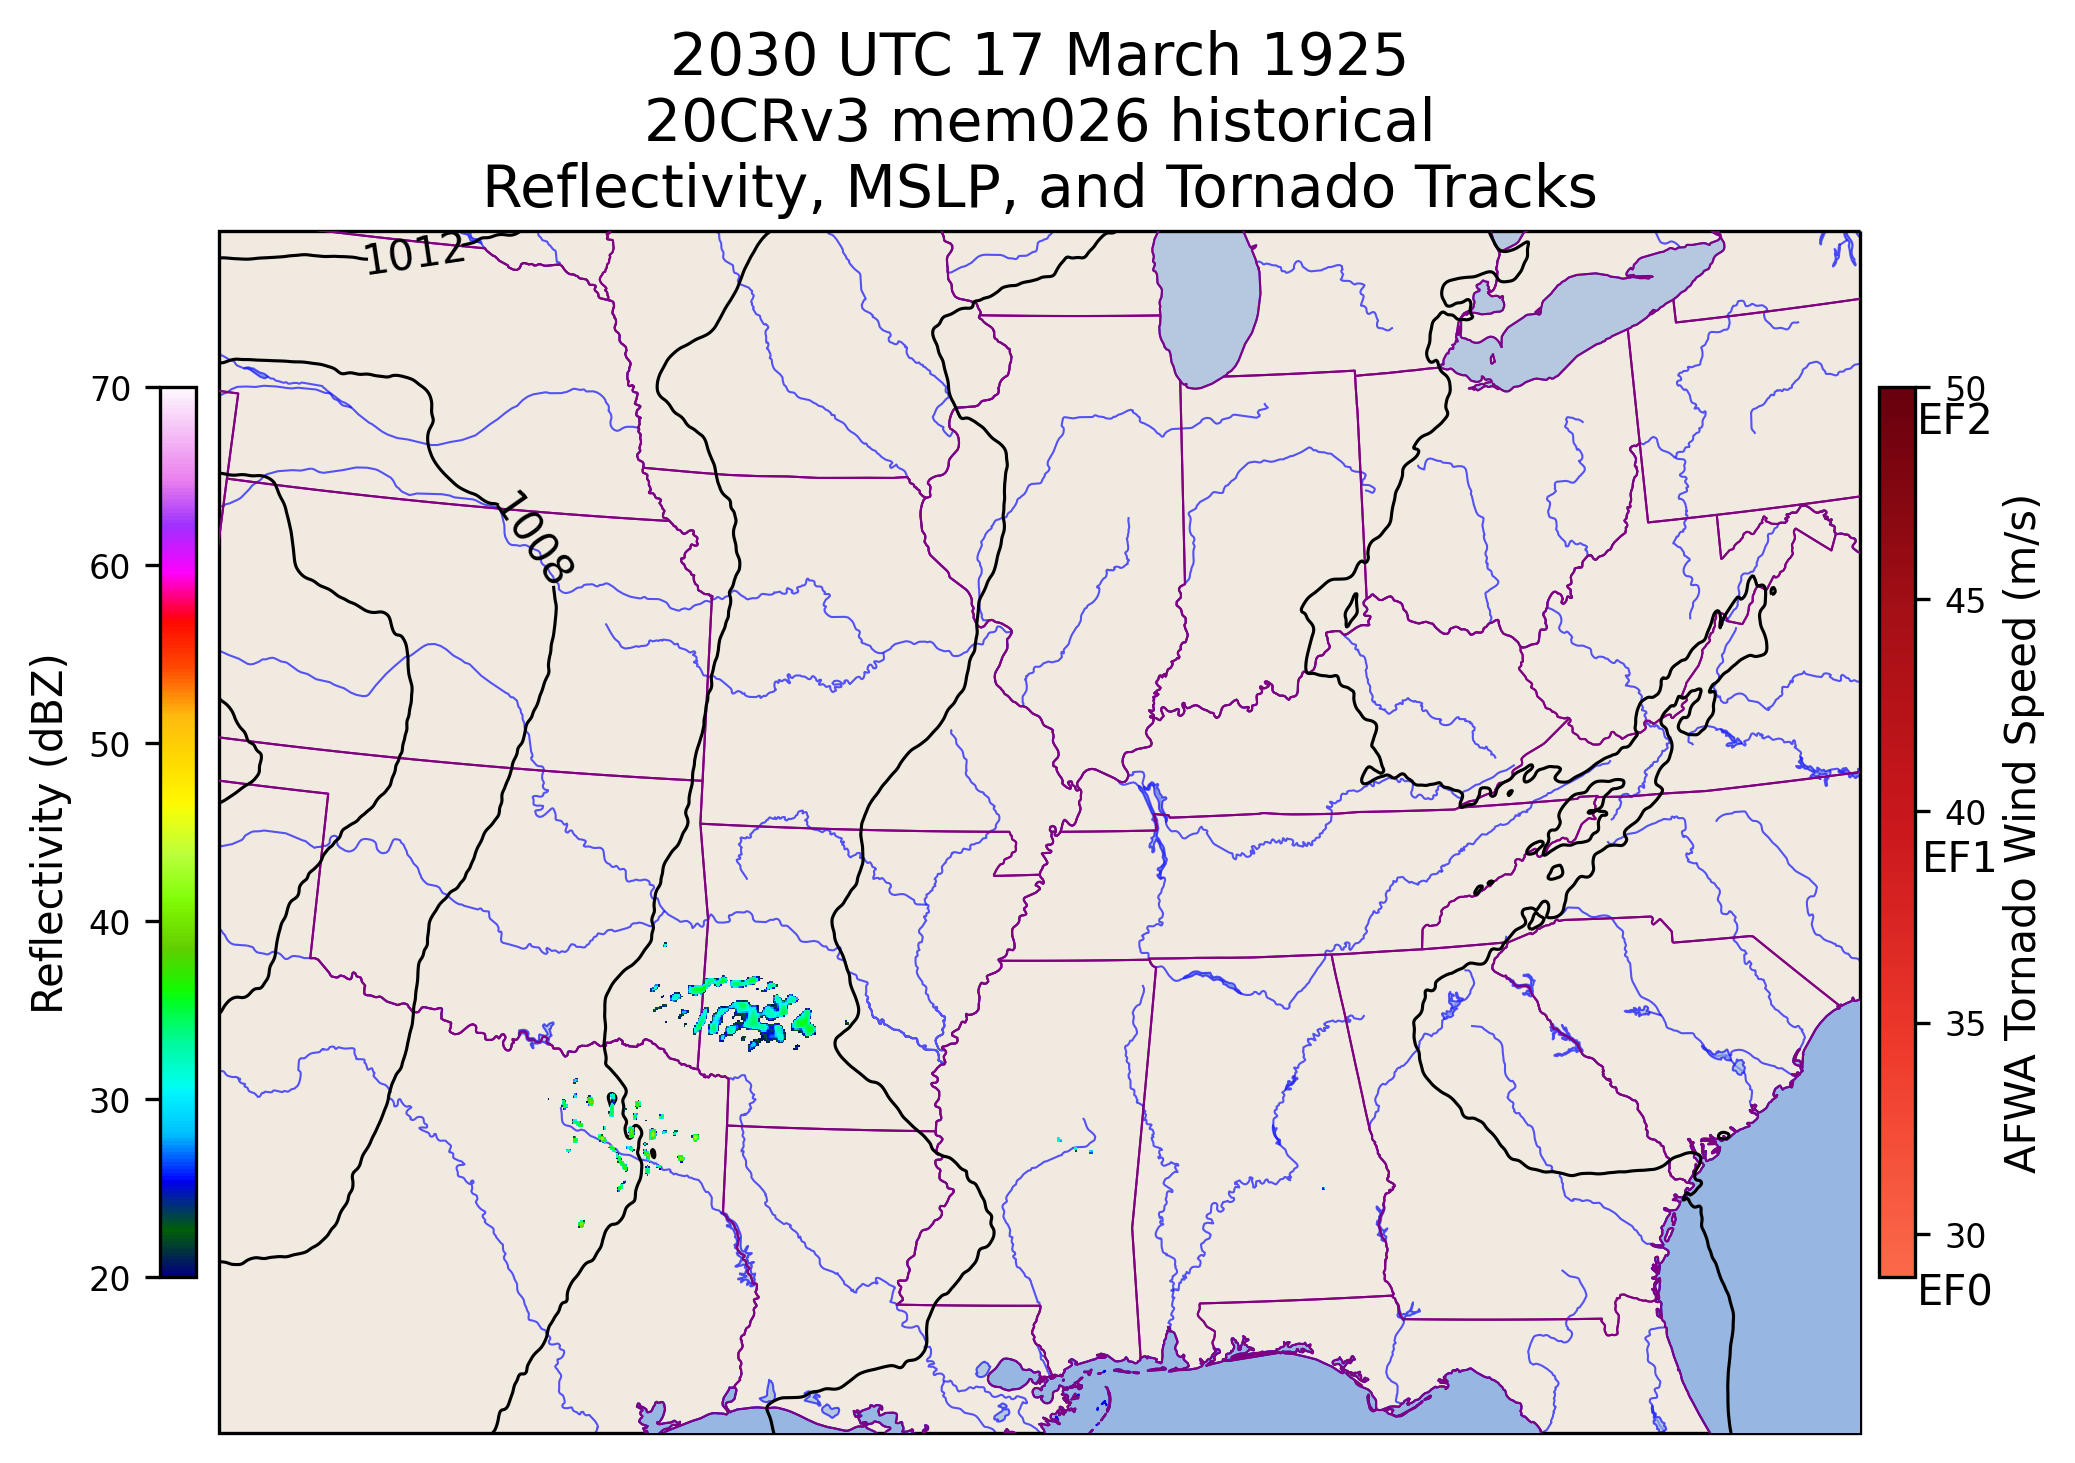 2030 UTC 17 March 1925
20CRv3 mem026 historical
Reflectivity, MSLP, and Tornado Tracks
1012
1008
70
60
50
40
30
20
Reflectivity (dBZ)
50
EF2
45
40
EF1
35
30
EF0
AFWA Tornado Wind Speed (m/s)